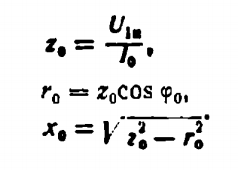 z₀ = U₁ₙ / I₀,
r₀ = z₀cos φ₀,
x₀ = √(z₀² − r₀²).